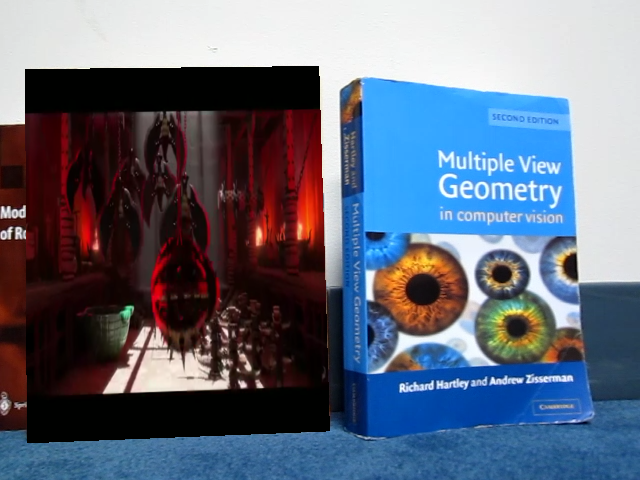 Mod
of Ro
Hartley and
Zisserman
Multiple View Geometry
SECOND EDITION
Multiple View
Geometry
in computer vision
Richard Hartley and Andrew Zisserman
CAMBRIDGE